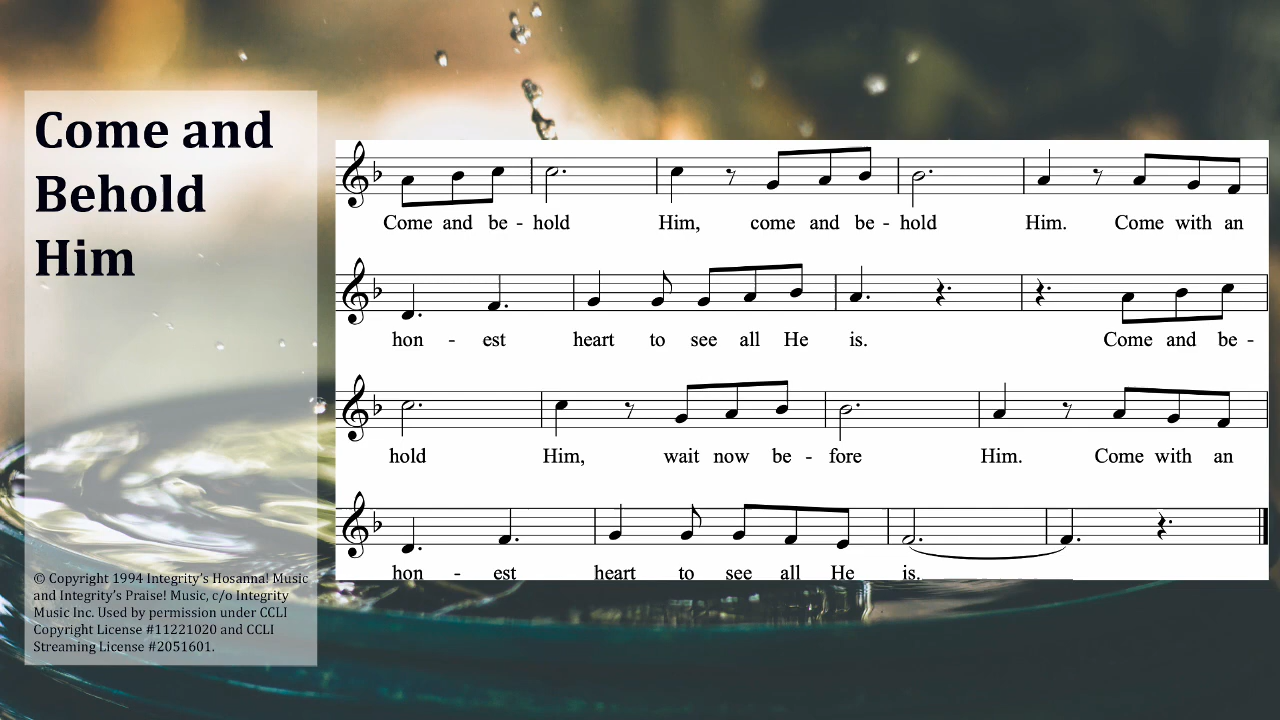 Come and
Behold
Him
Come and be - hold Him, come and be - hold Him. Come with an
hon - est heart to see all He is. Come and be -
hold Him, wait now be - fore Him. Come with an
hon - est heart to see all He is.
© Copyright 1994 Integrity’s Hosanna! Music
and Integrity’s Praise! Music, c/o Integrity
Music Inc. Used by permission under CCLI
Copyright License #11221020 and CCLI
Streaming License #2051601.